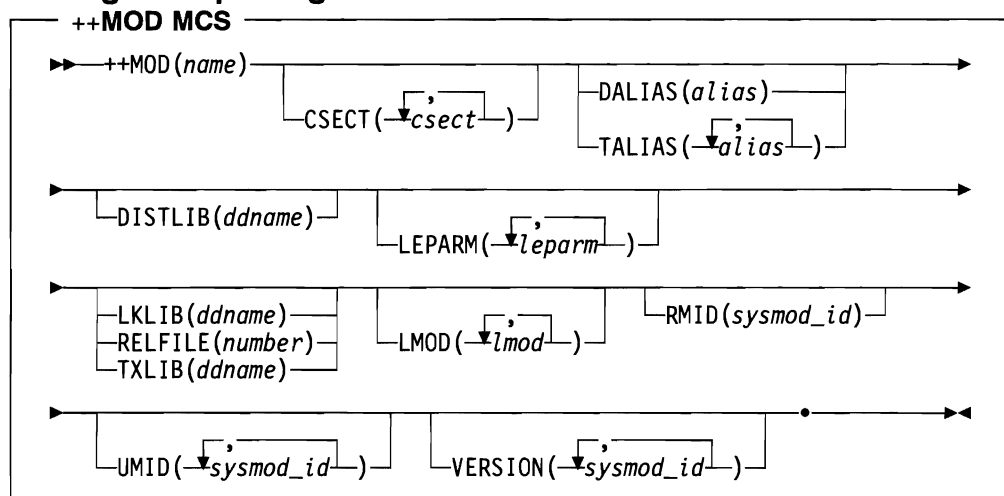 ++MOD MCS
++MOD(name)
CSECT(
,
csect
)
DALIAS(alias)
TALIAS(
,
alias
)
DISTLIB(ddname)
LEPARM(
,
leparm
)
LKLIB(ddname)
RELFILE(number)
TXLIB(ddname)
LMOD(
,
lmod
)
RMID(sysmod_id)
UMID(
,
sysmod_id
)
VERSION(
,
sysmod_id
)
.